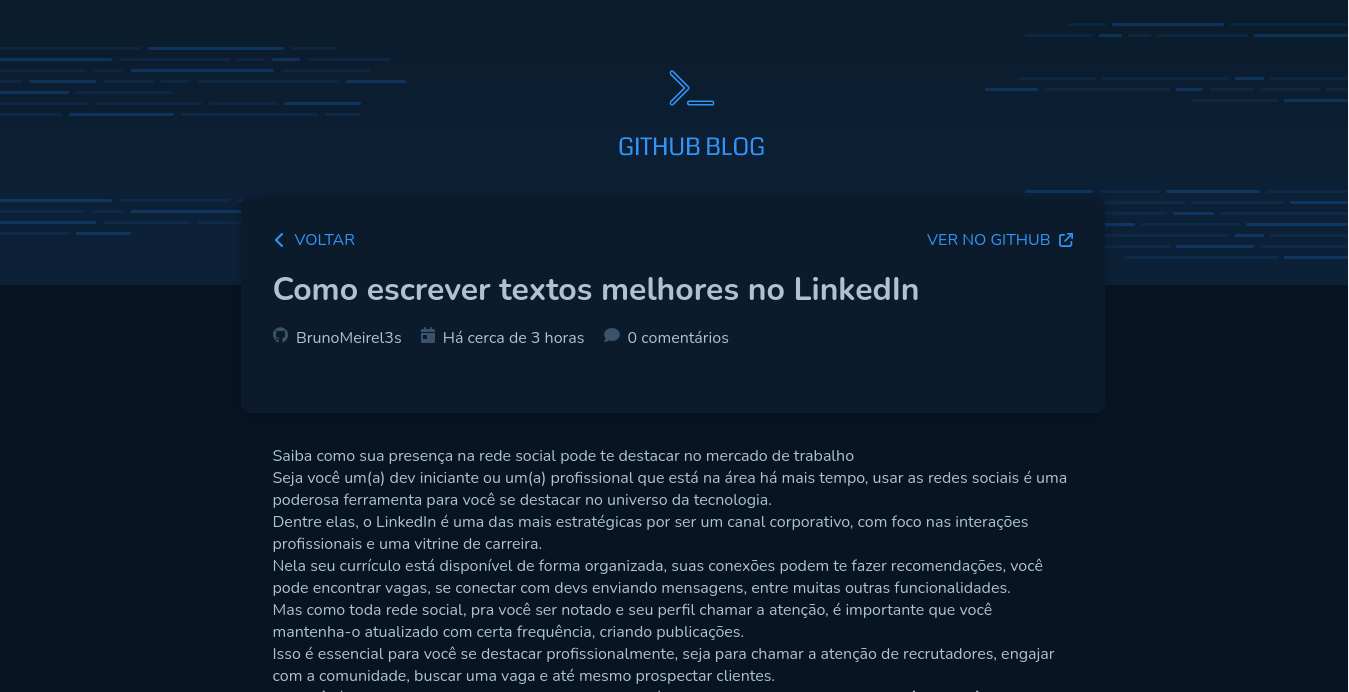 GITHUB BLOG
VOLTAR
VER NO GITHUB
Como escrever textos melhores no LinkedIn
BrunoMeirel3s
Há cerca de 3 horas
0 comentários
Saiba como sua presença na rede social pode te destacar no mercado de trabalho
Seja você um(a) dev iniciante ou um(a) profissional que está na área há mais tempo, usar as redes sociais é uma
poderosa ferramenta para você se destacar no universo da tecnologia.
Dentre elas, o LinkedIn é uma das mais estratégicas por ser um canal corporativo, com foco nas interações
profissionais e uma vitrine de carreira.
Nela seu currículo está disponível de forma organizada, suas conexões podem te fazer recomendações, você
pode encontrar vagas, se conectar com devs enviando mensagens, entre muitas outras funcionalidades.
Mas como toda rede social, pra você ser notado e seu perfil chamar a atenção, é importante que você
mantenha-o atualizado com certa frequência, criando publicações.
Isso é essencial para você se destacar profissionalmente, seja para chamar a atenção de recrutadores, engajar
com a comunidade, buscar uma vaga e até mesmo prospectar clientes.